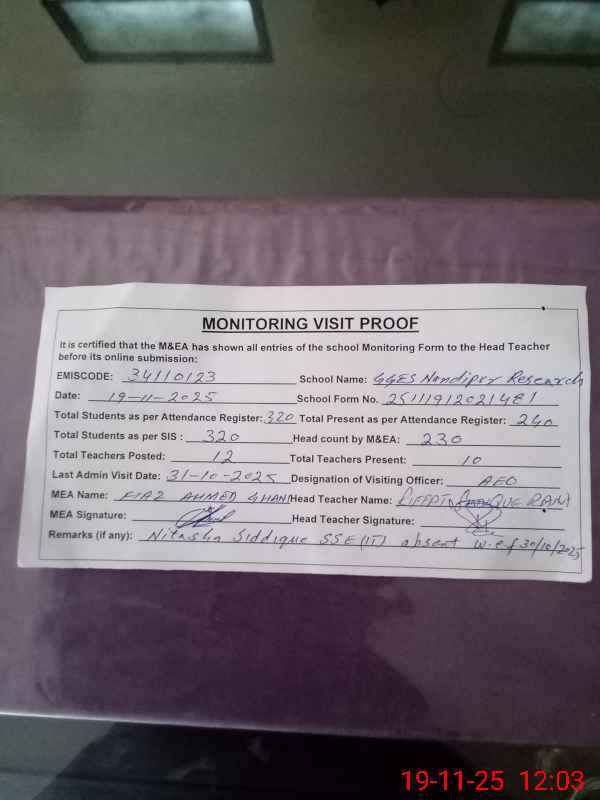 MONITORING VISIT PROOF
It is certified that the M&EA has shown all entries of the school Monitoring Form to the Head Teacher
before its online submission:
EMISCODE: 34110123 School Name: GGES Nandipur Research
Date: 19-11-2025 School Form No. 25111912021481
Total Students as per Attendance Register: 320 Total Present as per Attendance Register: 240
Total Students as per SIS : 320 Head count by M&EA: 230
Total Teachers Posted: 12 Total Teachers Present: 10
Last Admin Visit Date: 31-10-2025 Designation of Visiting Officer: AEO
MEA Name: FIAZ AHMED GHANI Head Teacher Name: RIFFAT
MEA Signature: Head Teacher Signature:
Remarks (if any): Nitasha Siddique SSE(IT) absent w.e.f 30/10/2025
19-11-25 12:03